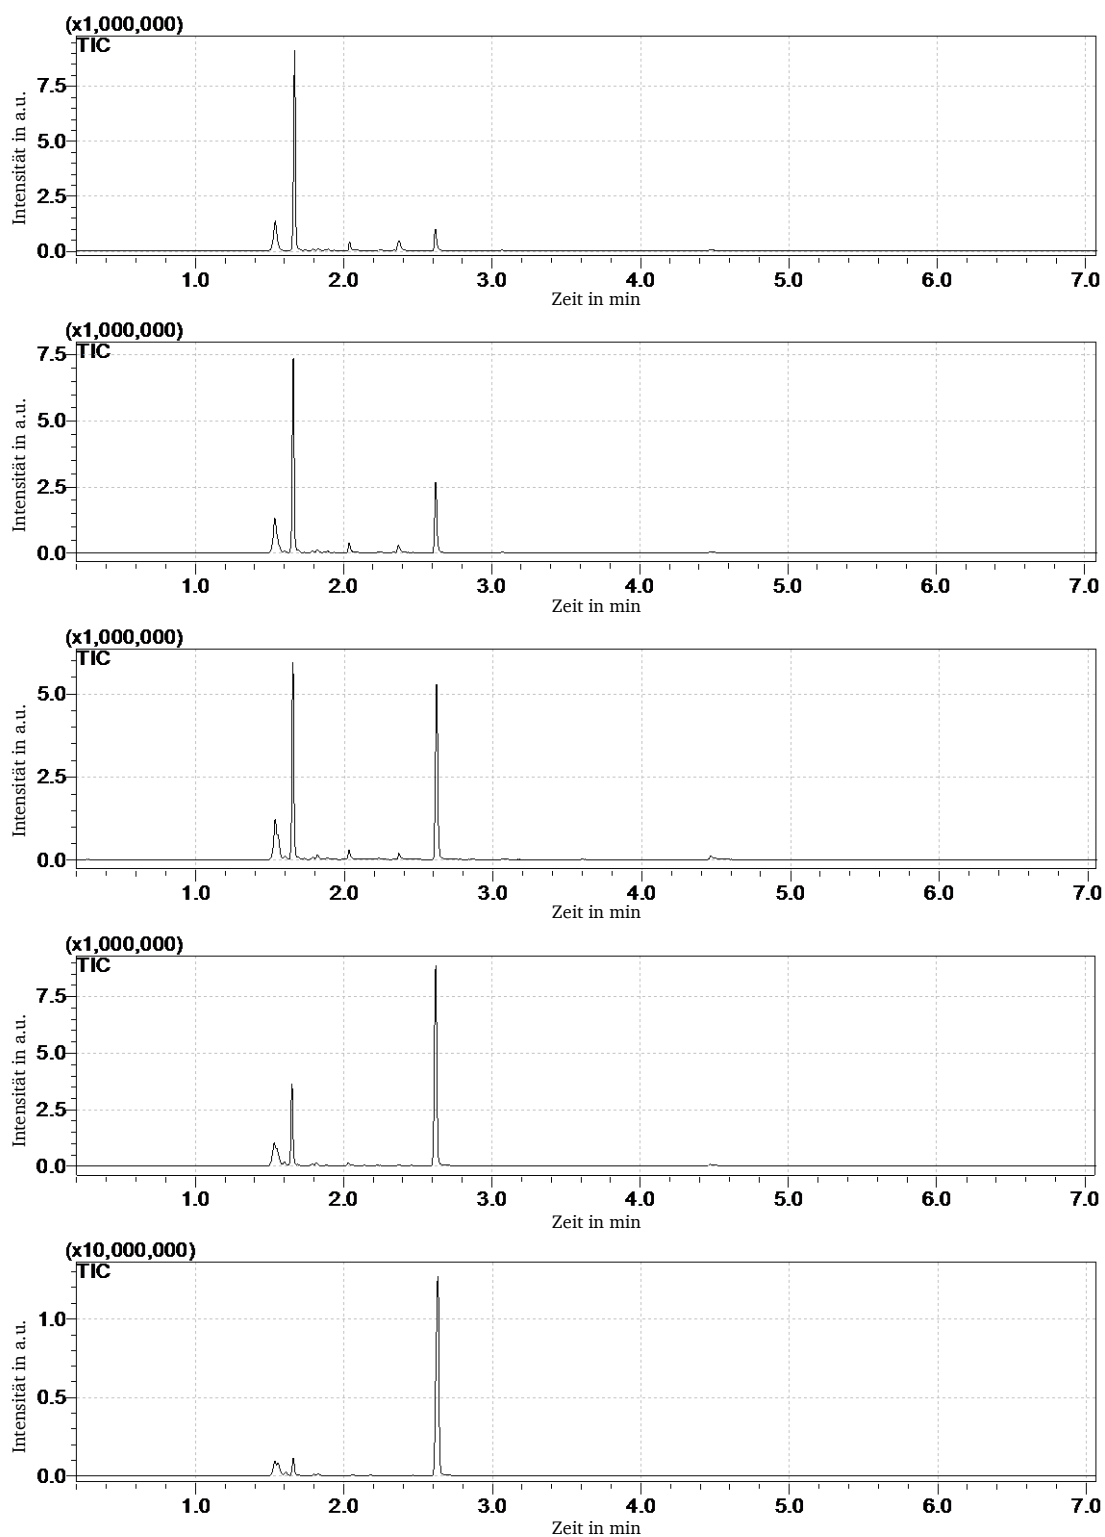 (x1,000,000)
TIC
7.5
5.0
2.5
0.0
Intensität in a.u.
1.0 2.0 3.0 4.0 5.0 6.0 7.0
Zeit in min
(x1,000,000)
TIC
7.5
5.0
2.5
0.0
Intensität in a.u.
1.0 2.0 3.0 4.0 5.0 6.0 7.0
Zeit in min
(x1,000,000)
TIC
5.0
2.5
0.0
Intensität in a.u.
1.0 2.0 3.0 4.0 5.0 6.0 7.0
Zeit in min
(x1,000,000)
TIC
7.5
5.0
2.5
0.0
Intensität in a.u.
1.0 2.0 3.0 4.0 5.0 6.0 7.0
Zeit in min
(x10,000,000)
TIC
1.0
0.5
0.0
Intensität in a.u.
1.0 2.0 3.0 4.0 5.0 6.0 7.0
Zeit in min